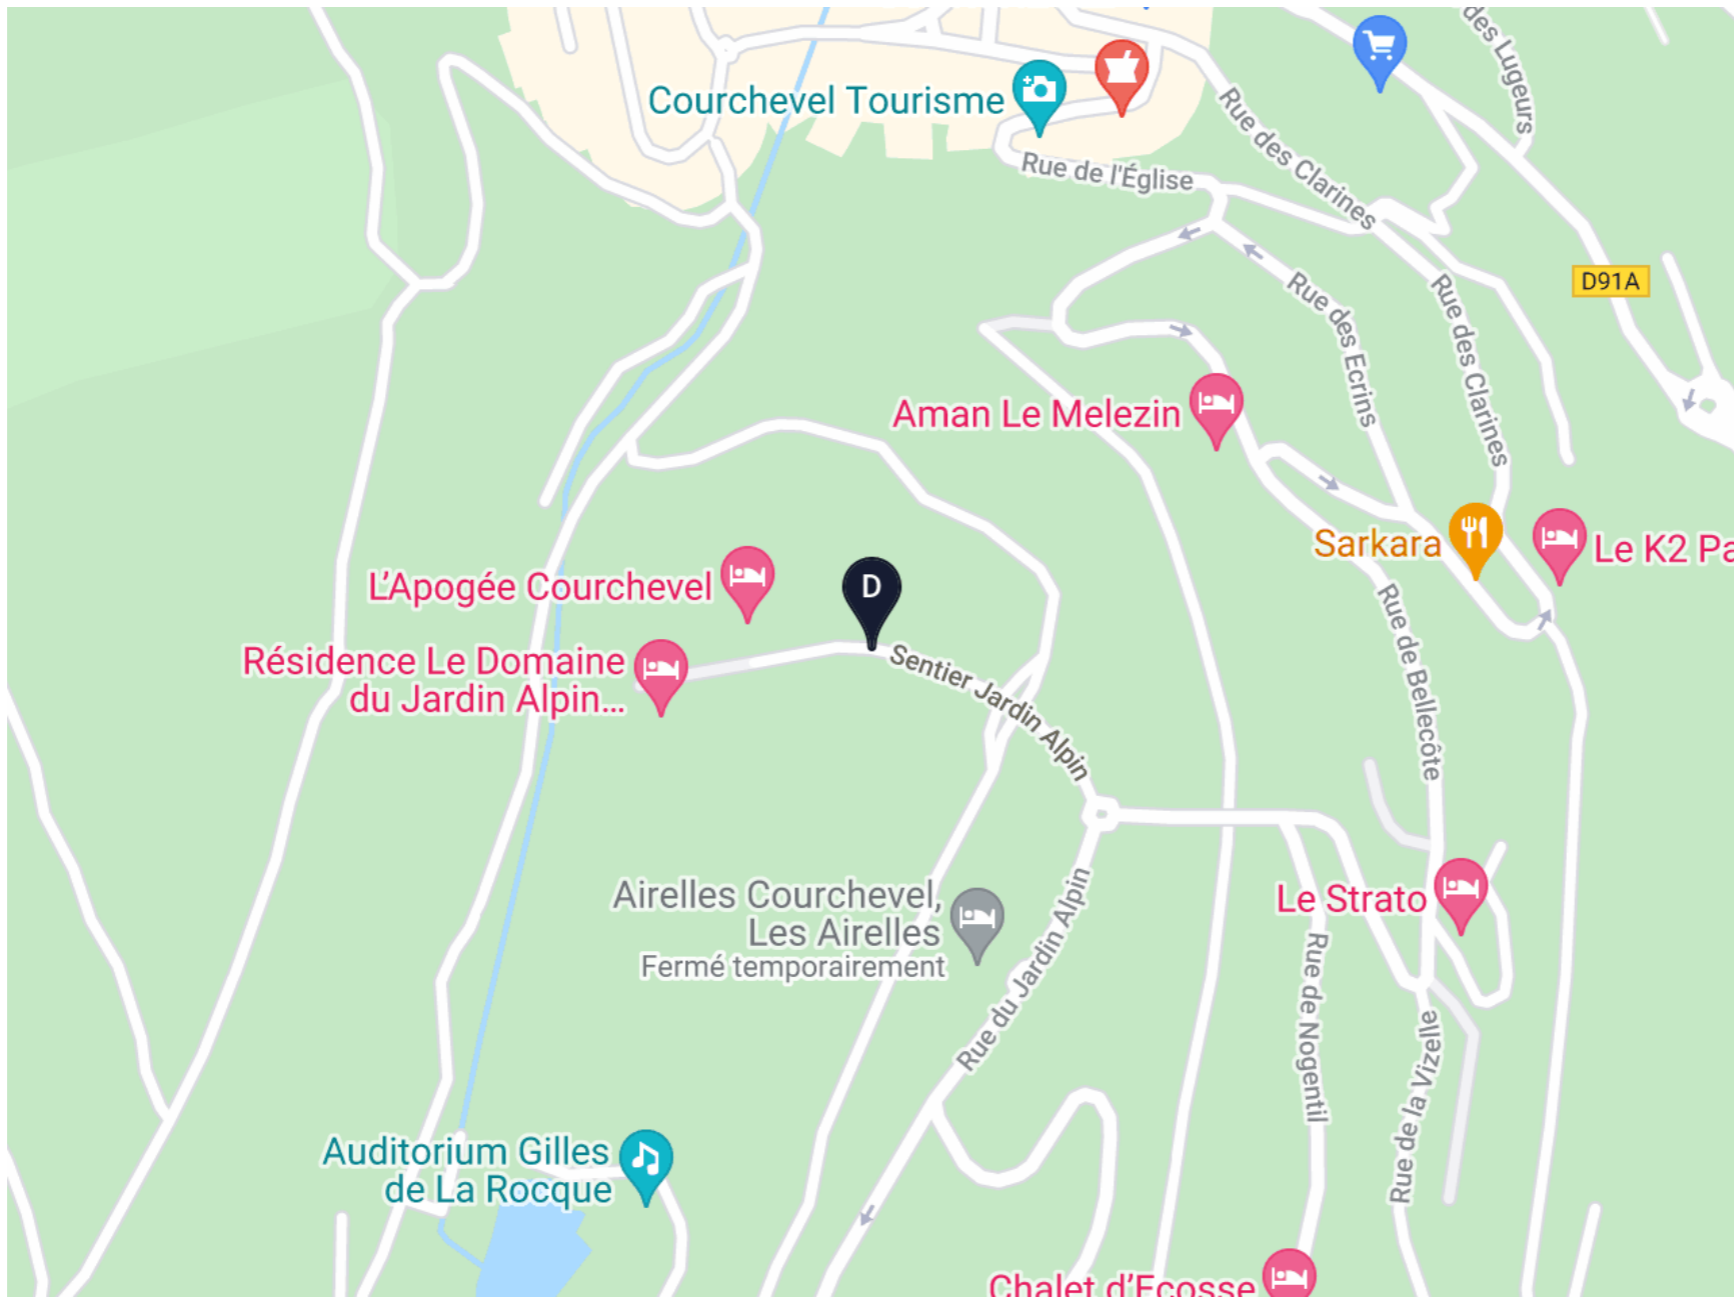 des Lugeurs
Courchevel Tourisme
Rue des Clarines
Rue de l'Église
D91A
Rue des Ecrins
Rue des Clarines
Aman Le Melezin
Sarkara
Le K2 Pa
L'Apogée Courchevel
D
Résidence Le Domaine
du Jardin Alpin...
Sentier Jardin Alpin
Rue de Bellecôte
Airelles Courchevel,
Les Airelles
Fermé temporairement
Rue du Jardin Alpin
Le Strato
Rue de Nogentil
Rue de la Vizelle
Auditorium Gilles
de La Rocque
Chalet d'Ecosse